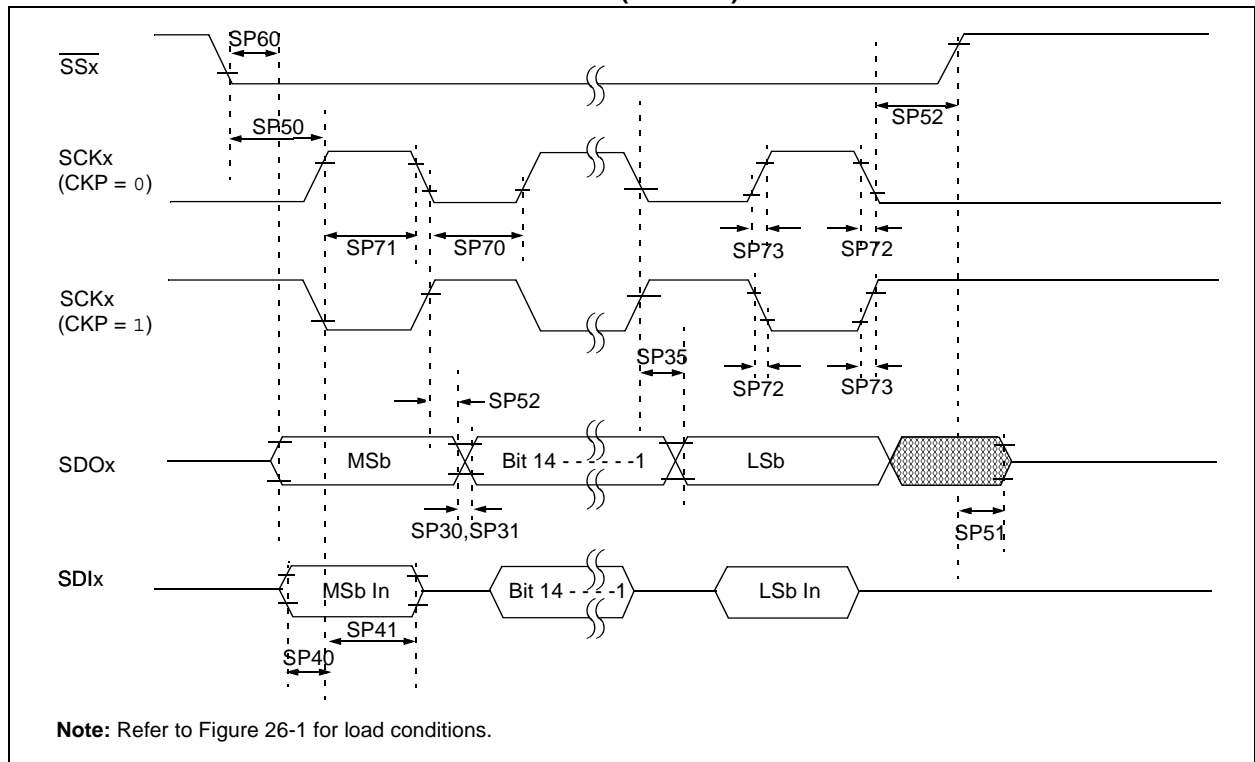 SP60
SSx
SP50
SP52
SCKx
(CKP = 0)
SP71
SP70
SP73
SP72
SCKx
(CKP = 1)
SP35
SP72
SP73
SP52
SDOx
MSb
Bit 14 - - - - - -1
LSb
SP30,SP31
SP51
SDIx
MSb In
Bit 14 - - - -1
LSb In
SP41
SP40
Note: Refer to Figure 26-1 for load conditions.